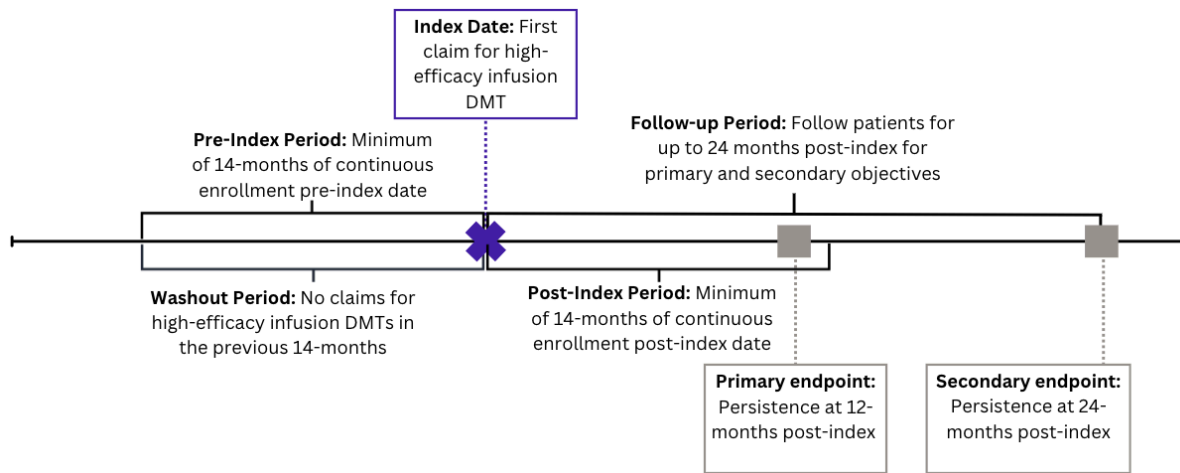 Index Date: First
claim for high-
efficacy infusion
DMT
Pre-Index Period: Minimum
of 14-months of continuous
enrollment pre-index date
Follow-up Period: Follow patients for
up to 24 months post-index for
primary and secondary objectives
Washout Period: No claims for
high-efficacy infusion DMTs in
the previous 14-months
Post-Index Period: Minimum
of 14-months of continuous
enrollment post-index date
Primary endpoint:
Persistence at 12-
months post-index
Secondary endpoint:
Persistence at 24-
months post-index